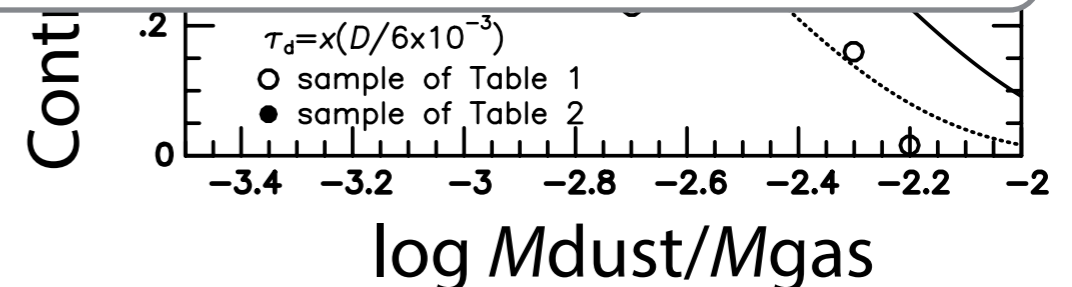 Conti
.2
τd=x(D/6x10−3)
sample of Table 1
sample of Table 2
0
−3.4 −3.2 −3 −2.8 −2.6 −2.4 −2.2 −2
log Mdust/Mgas